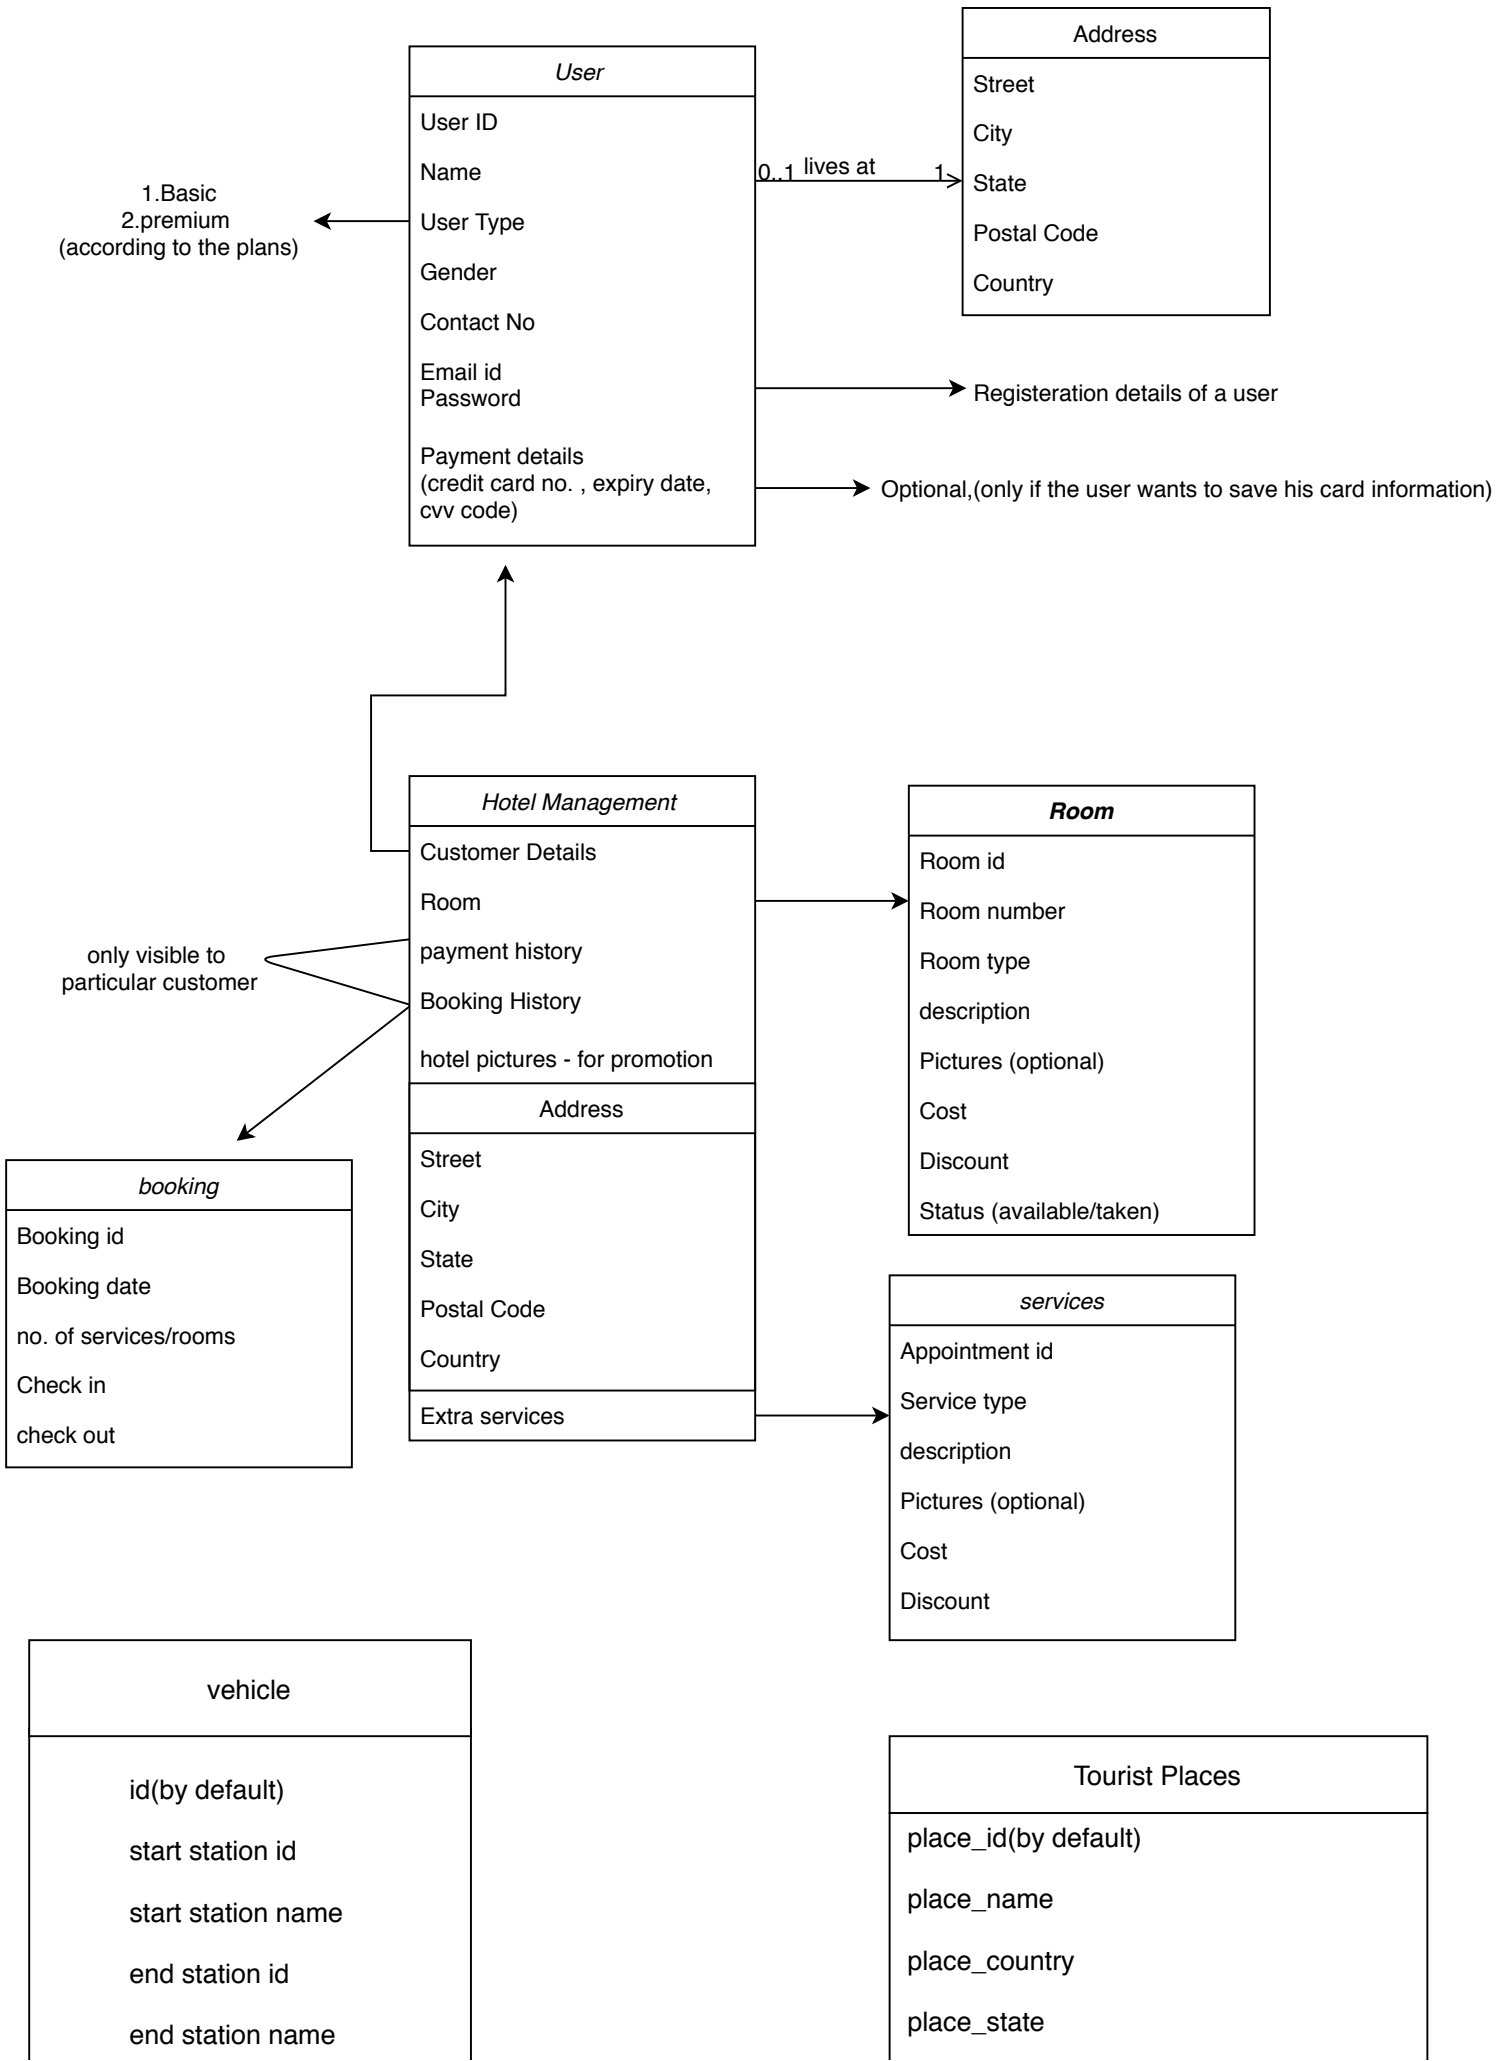 User
User ID
Name
User Type
Gender
Contact No
Email id
Password
Payment details
(credit card no. , expiry date,
cvv code)
1.Basic
2.premium
(according to the plans)
0..1 lives at 1
Address
Street
City
State
Postal Code
Country
Registeration details of a user
Optional,(only if the user wants to save his card information)
Hotel Management
Customer Details
Room
payment history
Booking History
hotel pictures - for promotion
Address
Street
City
State
Postal Code
Country
Extra services
only visible to
particular customer
Room
Room id
Room number
Room type
description
Pictures (optional)
Cost
Discount
Status (available/taken)
booking
Booking id
Booking date
no. of services/rooms
Check in
check out
services
Appointment id
Service type
description
Pictures (optional)
Cost
Discount
vehicle
id(by default)
start station id
start station name
end station id
end station name
Tourist Places
place_id(by default)
place_name
place_country
place_state